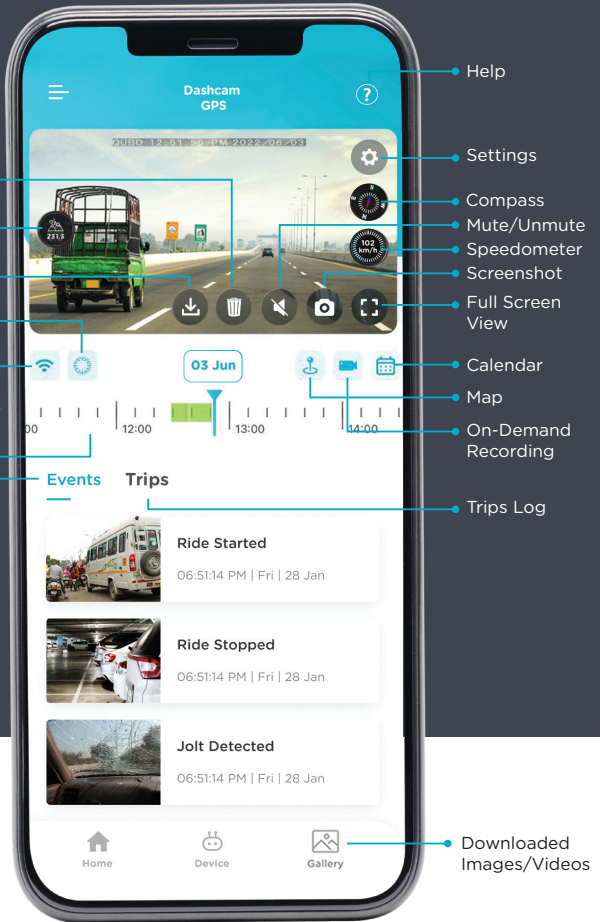 Dashcam
GPS
?
Help
QUBO 12:51:56 PM 2022/06/03
Settings
S
W
E
N
Compass
Mute/Unmute
231.3
102
km/h
Speedometer
Screenshot
Full Screen
View
03 Jun
Calendar
Map
00
12:00
13:00
14:00
On-Demand
Recording
Events
Trips
Trips Log
Ride Started
06:51:14 PM | Fri | 28 Jan
Ride Stopped
06:51:14 PM | Fri | 28 Jan
Jolt Detected
06:51:14 PM | Fri | 28 Jan
Home
Device
Gallery
Downloaded
Images/Videos